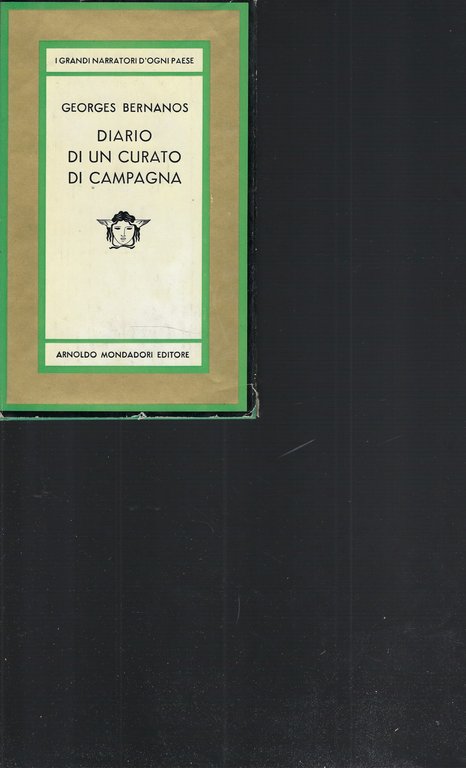 I GRANDI NARRATORI D'OGNI PAESE
GEORGES BERNANOS
DIARIO
DI UN CURATO
DI CAMPAGNA
ARNOLDO MONDADORI EDITORE